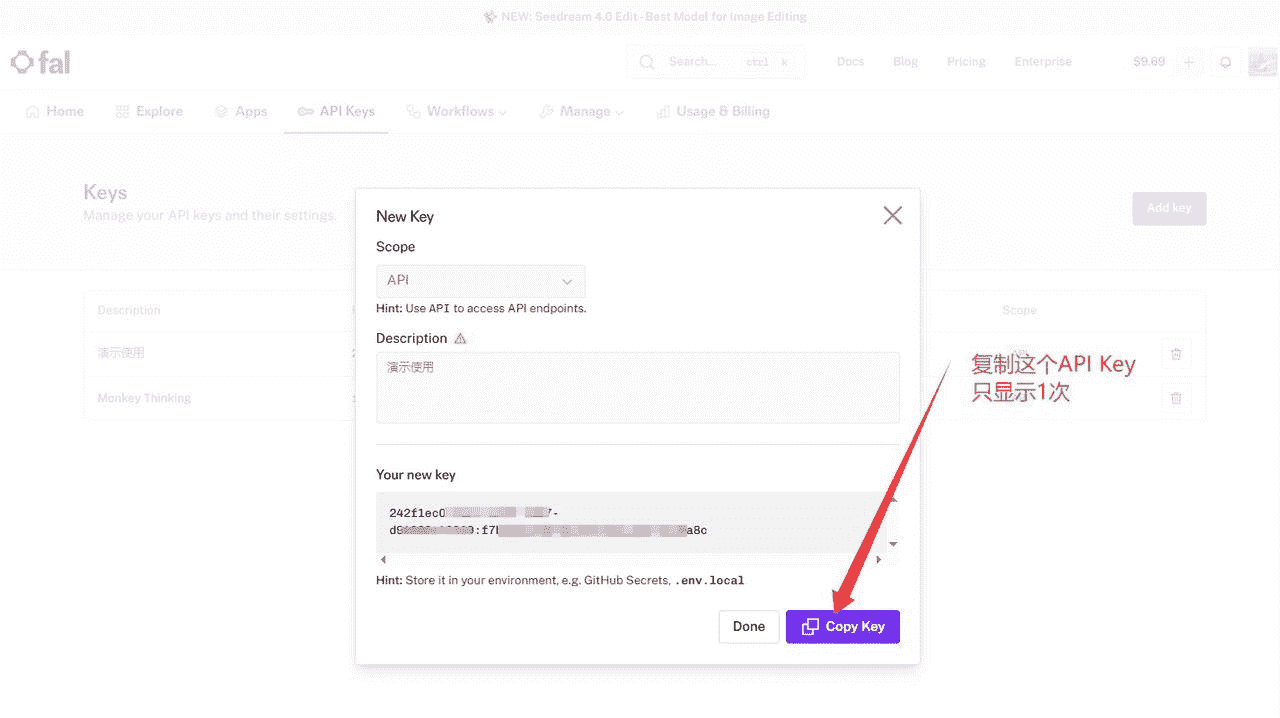 NEW: Seedream 4.0 Edit - Best Model for Image Editing
fal
Search...
ctrl k
Docs
Blog
Pricing
Enterprise
$9.69
Home
Explore
Apps
API Keys
Workflows
Manage
Usage & Billing
Keys
Manage your API keys and their settings.
Add key
Description
Scope
演示使用
API
Monkey Thinking
New Key
Scope
API
Hint: Use API to access API endpoints.
Description
演示使用
Your new key
242f1ec0
7-
d9
:f7
a8c
Hint: Store it in your environment, e.g. GitHub Secrets, .env.local
Done
Copy Key
复制这个API Key
只显示1次